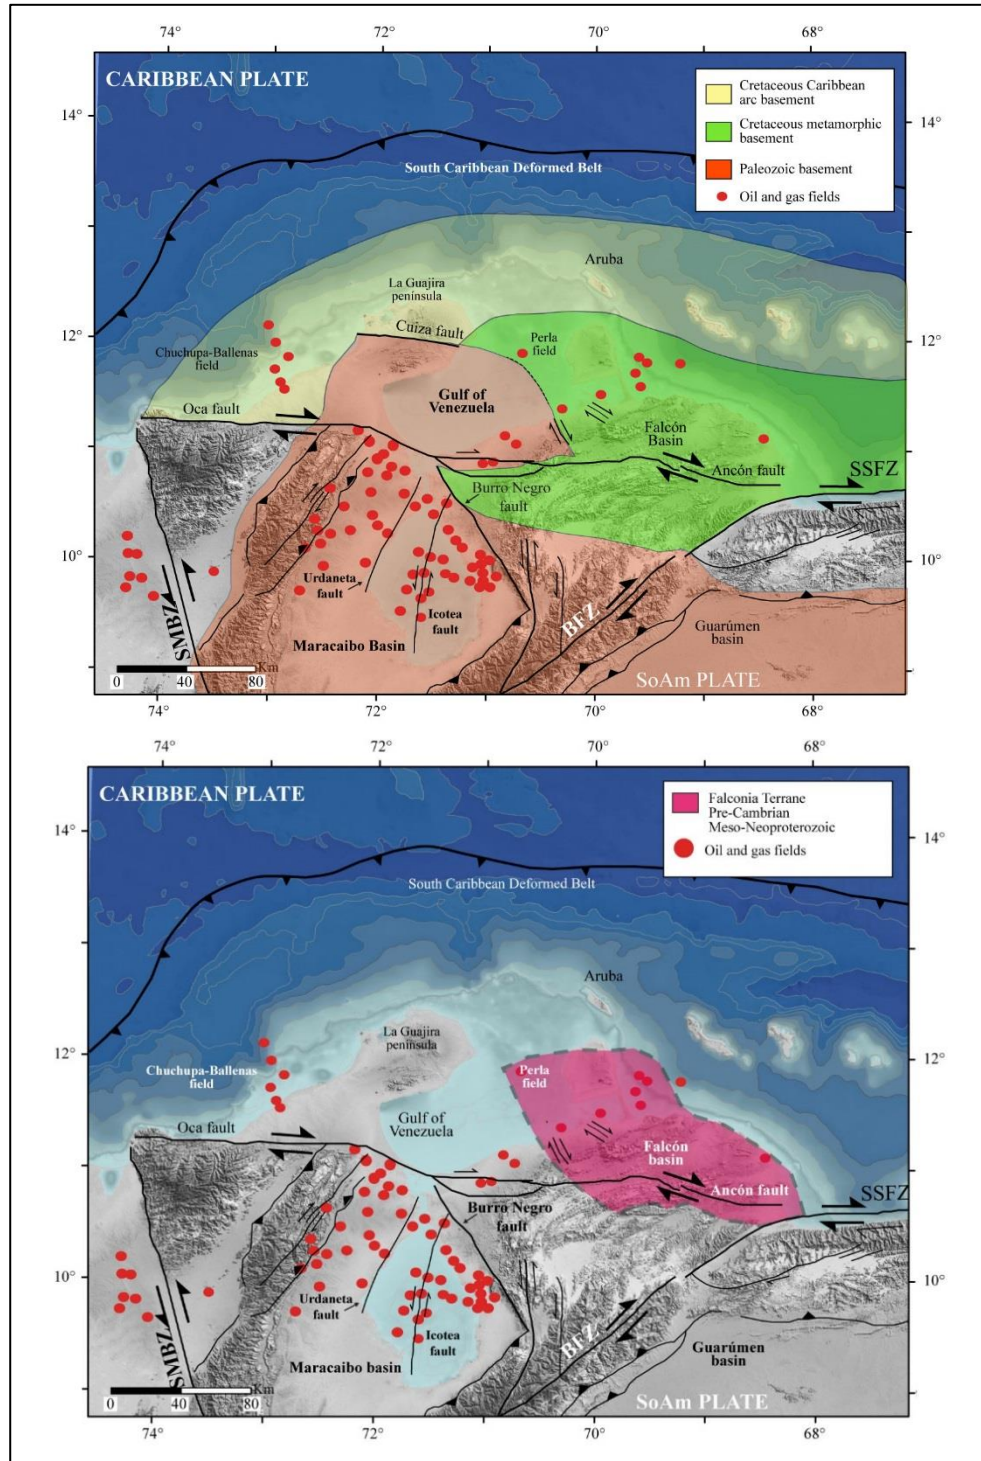 74°
72°
70°
68°
CARIBBEAN PLATE
Cretaceous Caribbean
arc basement
Cretaceous metamorphic
basement
Paleozoic basement
Oil and gas fields
14°
14°
South Caribbean Deformed Belt
Aruba
La Guajira
península
12°
12°
Cuiza fault
Perla
field
Chuchupa-Ballenas
field
Gulf of
Venezuela
Oca fault
Falcón
Basin
Ancón fault
SSFZ
Burro Negro
fault
10°
10°
Urdaneta
fault
Icotea
fault
BFZ
Guarúmen
basin
SMBZ
Maracaibo Basin
Km
0
40
80
SoAm PLATE
74°
72°
70°
68°
74°
72°
70°
68°
CARIBBEAN PLATE
Falconia Terrane
Pre-Cambrian
Meso-Neoproterozoic
Oil and gas fields
14°
14°
South Caribbean Deformed Belt
Aruba
La Guajira
península
12°
12°
Chuchupa-Ballenas
field
Perla
field
Gulf of
Venezuela
Oca fault
Falcón
basin
Ancón fault
SSFZ
Burro Negro
fault
10°
10°
Urdaneta
fault
Icotea
fault
BFZ
Guarúmen
basin
SMBZ
Maracaibo basin
Km
0
40
80
SoAm PLATE
74°
72°
70°
68°